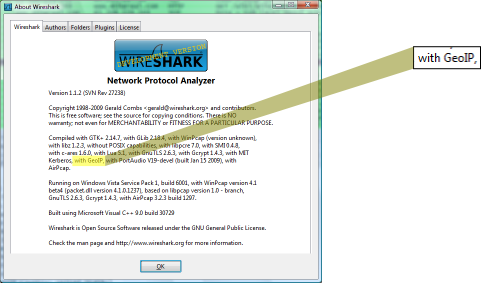 About Wireshark
Wireshark Authors Folders Plugins License
WIRESHARK
DEVELOPMENT VERSION
Network Protocol Analyzer
Version 1.1.2 (SVN Rev 27238)
Copyright 1998-2009 Gerald Combs <gerald@wireshark.org> and contributors.
This is free software; see the source for copying conditions. There is NO
warranty; not even for MERCHANTABILITY or FITNESS FOR A PARTICULAR PURPOSE.
Compiled with GTK+ 2.14.7, with GLib 2.18.4, with WinPcap (version unknown),
with libz 1.2.3, without POSIX capabilities, with libpcre 7.0, with SMI 0.4.8,
with c-ares 1.6.0, with Lua 5.1, with GnuTLS 2.6.3, with Gcrypt 1.4.3, with MIT
Kerberos, with GeoIP, with PortAudio V19-devel (built Jan 15 2009), with
AirPcap.
with GeoIP,
Running on Windows Vista Service Pack 1, build 6001, with WinPcap version 4.1
beta4 (packet.dll version 4.1.0.1237), based on libpcap version 1.0 - branch,
GnuTLS 2.6.3, Gcrypt 1.4.3, with AirPcap 3.2.3 build 1297.
Built using Microsoft Visual C++ 9.0 build 30729
Wireshark is Open Source Software released under the GNU General Public License.
Check the man page and http://www.wireshark.org for more information.
OK